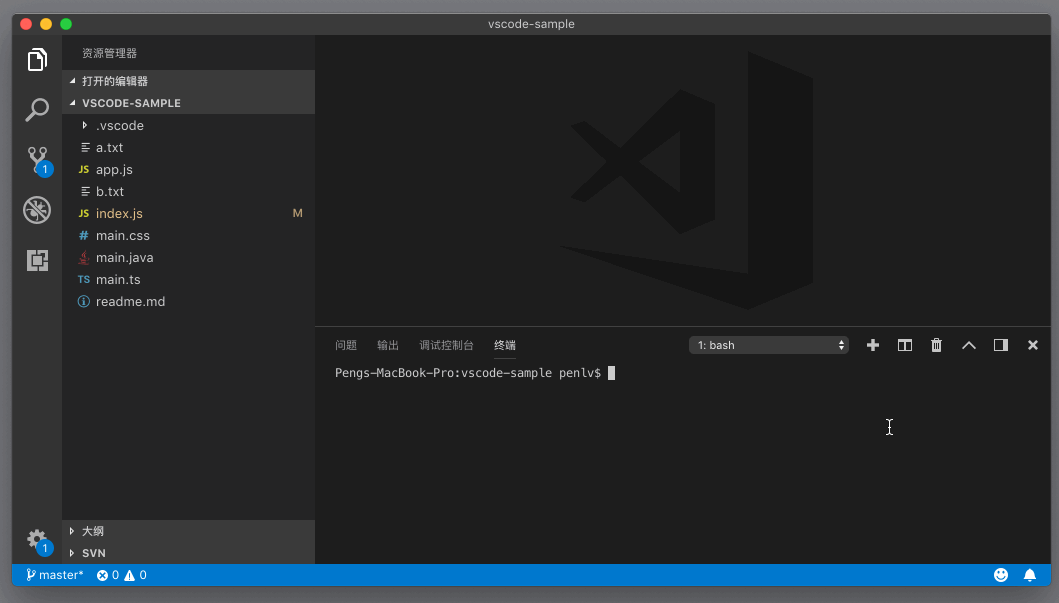 vscode-sample
资源管理器
打开的编辑器
VSCODE-SAMPLE
.vscode
a.txt
JS app.js
b.txt
JS index.js M
# main.css
main.java
TS main.ts
readme.md
大纲
SVN
1
1
问题 输出 调试控制台 终端 1: bash
Pengs-MacBook-Pro:vscode-sample penlv$
master* 0 0